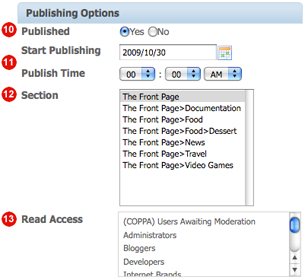 Publishing Options
10 Published Yes No
Start Publishing 2009/10/30
11
Publish Time 00 : 00 AM
12 Section The Front Page
The Front Page>Documentation
The Front Page>Food
The Front Page>Food>Dessert
The Front Page>News
The Front Page>Travel
The Front Page>Video Games
13 Read Access (COPPA) Users Awaiting Moderation
Administrators
Bloggers
Developers
Internet Brands